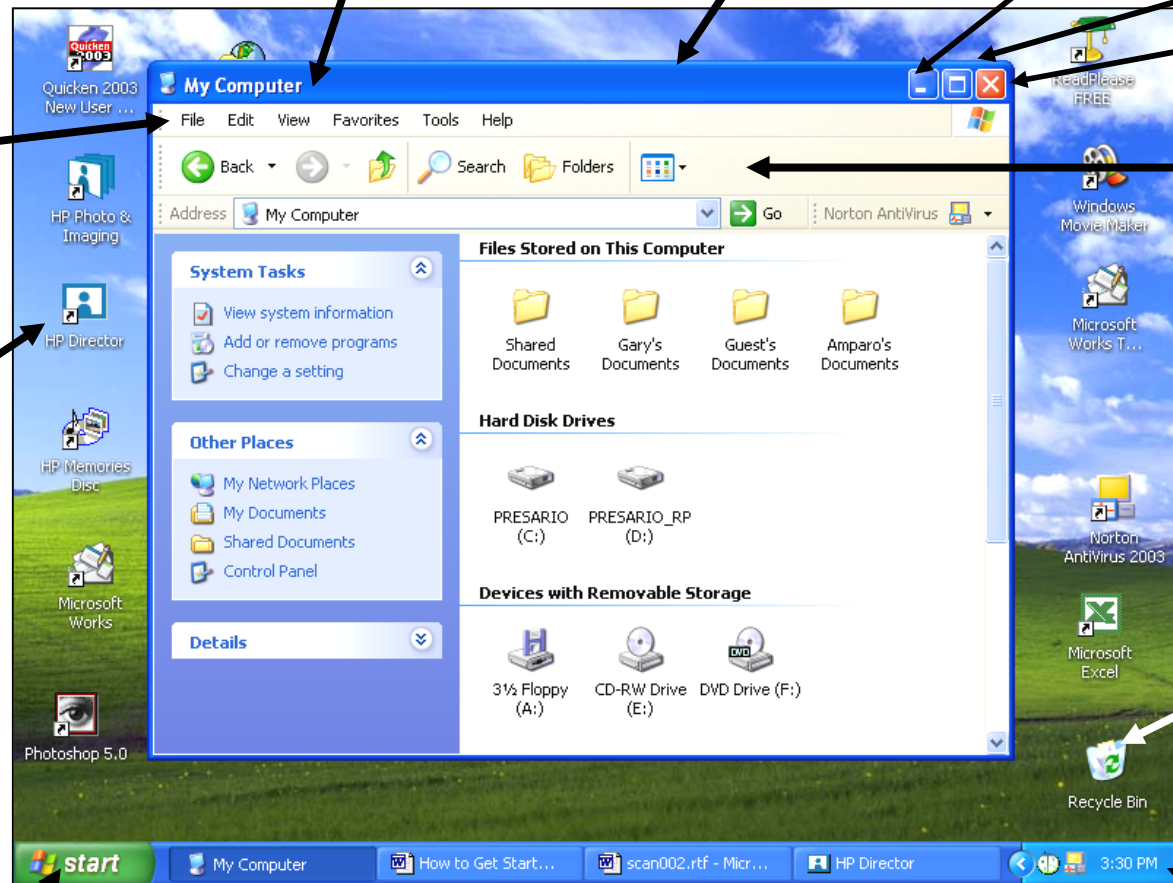 Quicken 2003
New User ...
HP Photo &
Imaging
HP Director
HP Memories
Disc
Microsoft
Works
Photoshop 5.0
My Computer
File Edit View Favorites Tools Help
Back Search Folders
Address My Computer Go Norton AntiVirus
System Tasks
View system information
Add or remove programs
Change a setting
Other Places
My Network Places
My Documents
Shared Documents
Control Panel
Details
Files Stored on This Computer
Shared
Documents
Gary's
Documents
Guest's
Documents
Amparo's
Documents
Hard Disk Drives
PRESARIO
(C:)
PRESARIO_RP
(D:)
Devices with Removable Storage
DVD
3½ Floppy
(A:)
CD-RW Drive
(E:)
DVD Drive (F:)
ReadPlease
FREE
Windows
Movie Maker
Microsoft
Works T...
Norton
AntiVirus 2003
Microsoft
Excel
Recycle Bin
start My Computer How to Get Start... scan002.rtf - Micr... HP Director 3:30 PM